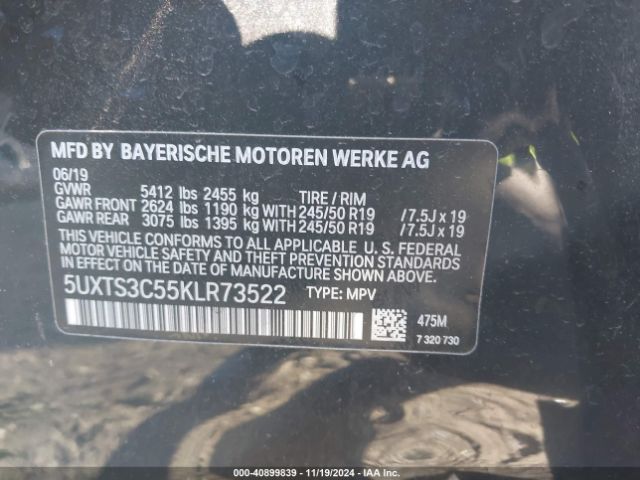 MFD BY BAYERISCHE MOTOREN WERKE AG
06/19
GVWR 5412 lbs 2455 kg TIRE / RIM
GAWR FRONT 2624 lbs 1190 kg WITH 245/50 R19 /7.5J x 19
GAWR REAR 3075 lbs 1395 kg WITH 245/50 R19 /7.5J x 19
THIS VEHICLE CONFORMS TO ALL APPLICABLE U. S. FEDERAL
MOTOR VEHICLE SAFETY AND THEFT PREVENTION STANDARDS
IN EFFECT ON THE DATE OF MANUFACTURE SHOWN ABOVE.
5UXTS3C55KLR73522 TYPE: MPV
475M
7 320 730
000-40899839 - 11/19/2024 - IAA Inc.